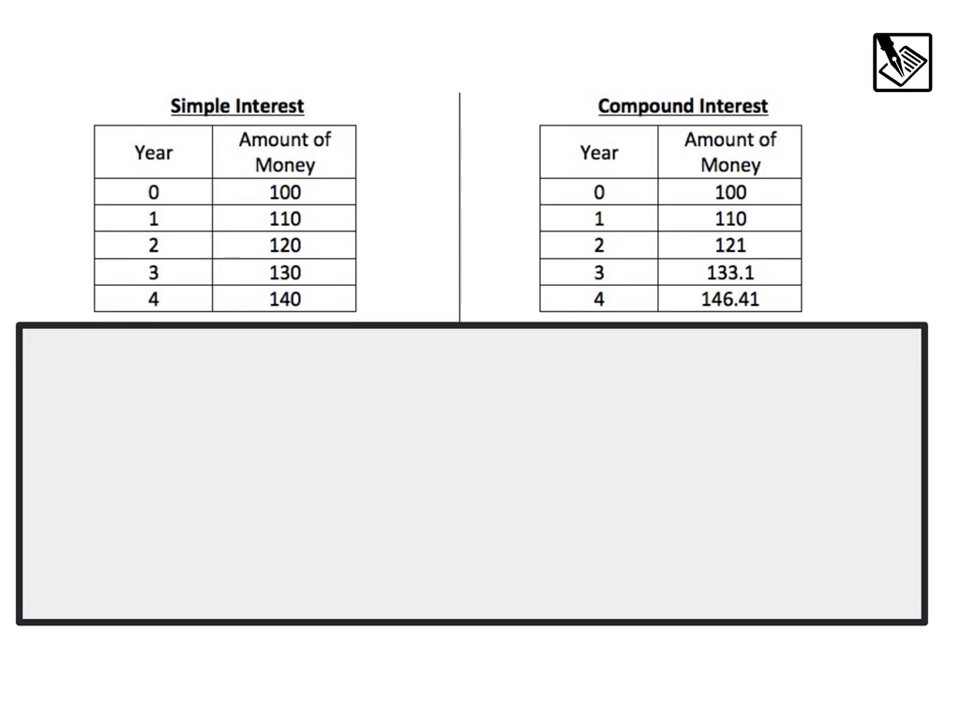 Simple Interest
Year Amount of Money
0 100
1 110
2 120
3 130
4 140
Compound Interest
Year Amount of Money
0 100
1 110
2 121
3 133.1
4 146.41